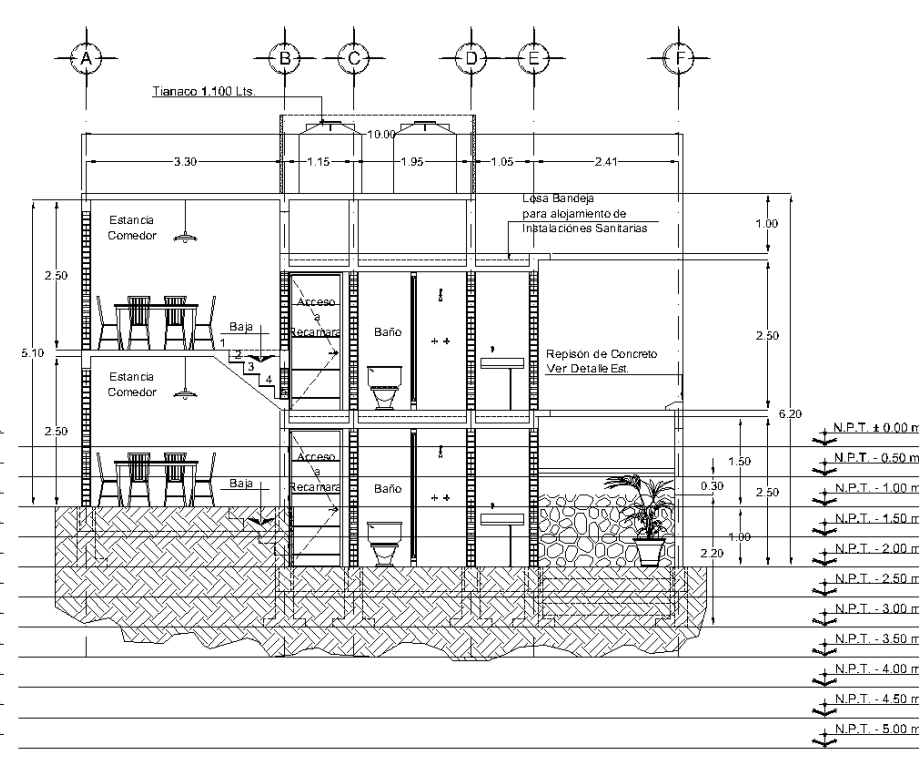 A B C D E F
Tianaco 1.100 Lts.
10.00
3.30 1.15 1.95 1.05 2.41
Losa Bandeja
para alojamiento de
Instalaciónes Sanitarias
1.00
Estancia
Comedor
2.50
Baja
1
2
3
4
Acceso
a
Recamara
Baño
2.50
Repisón de Concreto
Ver Detalle Est.
5.10
6.20
Estancia
Comedor
2.50
Baja
Acceso
a
Recamara
Baño
1.50
0.30
2.50
1.00
2.20
N.P.T. ± 0.00 m
N.P.T. - 0.50 m
N.P.T. - 1.00 m
N.P.T. - 1.50 m
N.P.T. - 2.00 m
N.P.T. - 2.50 m
N.P.T. - 3.00 m
N.P.T. - 3.50 m
N.P.T. - 4.00 m
N.P.T. - 4.50 m
N.P.T. - 5.00 m